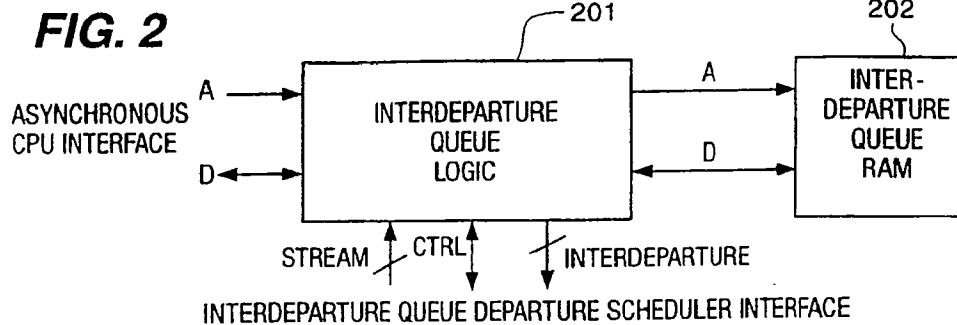 FIG. 2
201
202
ASYNCHRONOUS
CPU INTERFACE
A
D
INTERDEPARTURE
QUEUE
LOGIC
A
D
INTER-
DEPARTURE
QUEUE
RAM
STREAM
CTRL
INTERDEPARTURE
INTERDEPARTURE QUEUE DEPARTURE SCHEDULER INTERFACE